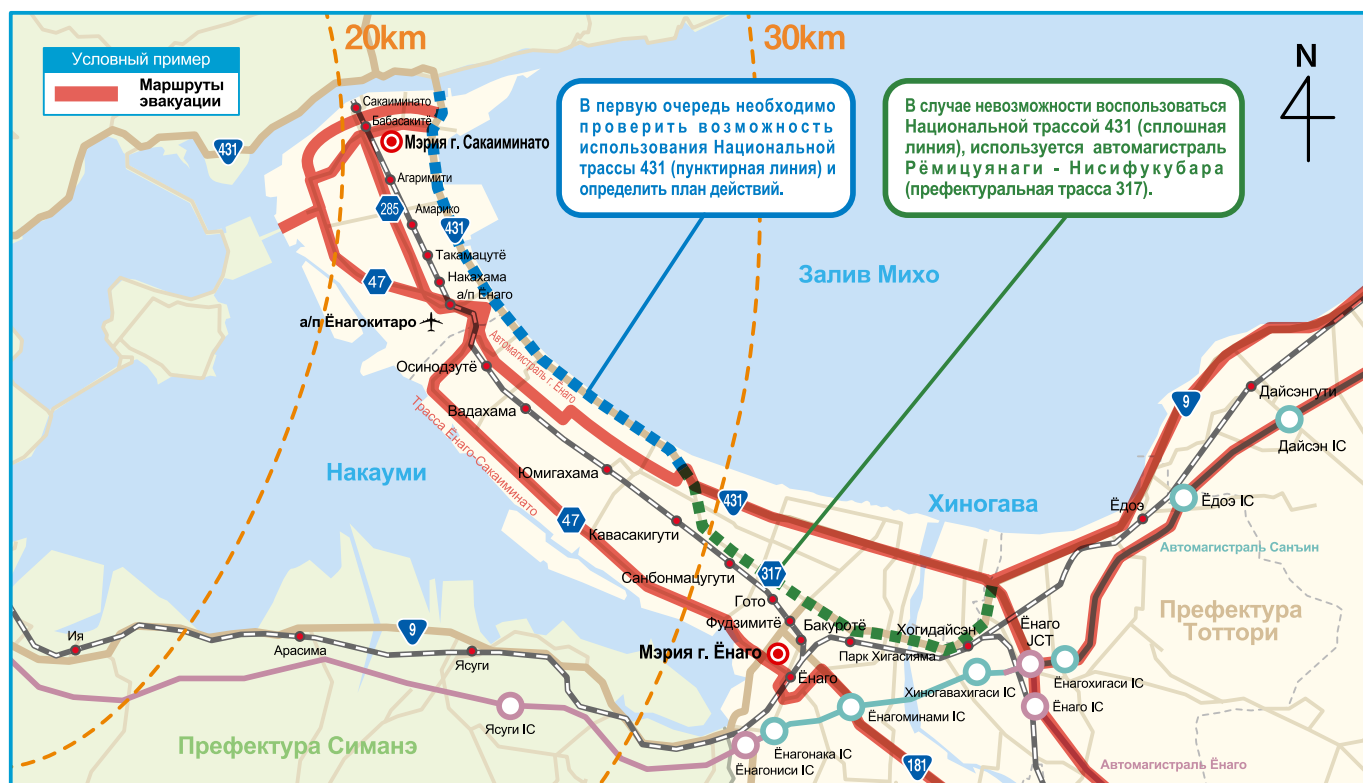 20km
30km
Условный пример
Маршруты
эвакуации
N
В первую очередь необходимо
проверить возможность
использования Национальной
трассы 431 (пунктирная линия) и
определить план действий.
В случае невозможности воспользоваться
Национальной трассой 431 (сплошная
линия), используется автомагистраль
Рёмицуянаги - Нисифукубара
(префектуральная трасса 317).
Сакаиминато
Бабасакитё
Мэрия г. Сакаиминато
431
Агаримити
285
Амарико
431
Такамацутё
Накахама
47
а/п Ёнаго
а/п Ёнагокитаро
Залив Михо
Осинодзутё
Автомагистраль г. Ёнаго
Вадахама
Трасса Ёнаго-Сакаиминато
Юмигахама
Накауми
431
47
Кавасакигути
Хиногава
9
Дайсэнгути
Дайсэн IC
Ёдоэ
Ёдоэ IC
Автомагистраль Санъин
Санбонмацугути
317
Гото
Фудзимитё
Бакуротё
Хогидайсэн
Ёнаго
JCT
Префектура
Тоттори
Ия
Арасима
9
Ясуги
Мэрия г. Ёнаго
Парк Хигасияма
Ёнаго
Хиногавахигаси IC
Ёнагохигаси IC
Ясуги IC
Ёнагоминами IC
Ёнаго IC
Префектура Симанэ
Ёнагонака IC
Ёнагониси IC
181
Автомагистраль Ёнаго